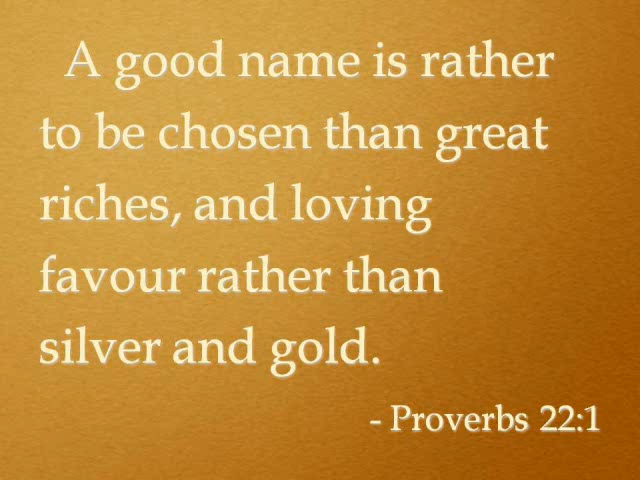 A good name is rather
to be chosen than great
riches, and loving
favour rather than
silver and gold.
- Proverbs 22:1